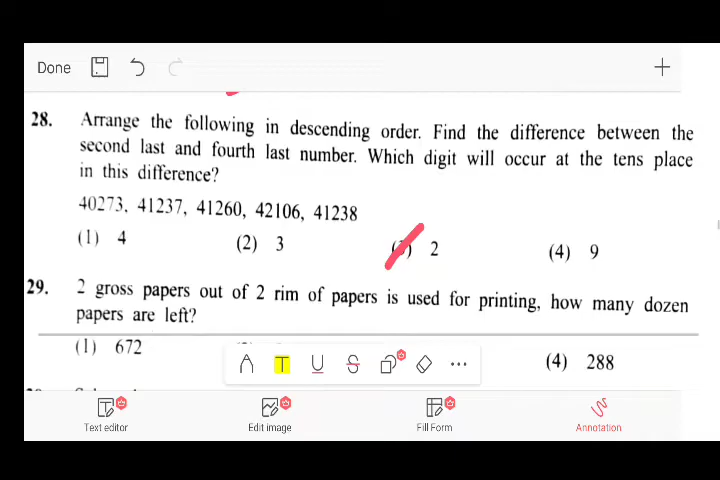 Done
28. Arrange the following in descending order. Find the difference between the
second last and fourth last number. Which digit will occur at the tens place
in this difference?
40273, 41237, 41260, 42106, 41238
(1) 4 (2) 3 (3) 2 (4) 9
29. 2 gross papers out of 2 rim of papers is used for printing, how many dozen
papers are left?
(1) 672 (4) 288
Text editor Edit image Fill Form Annotation